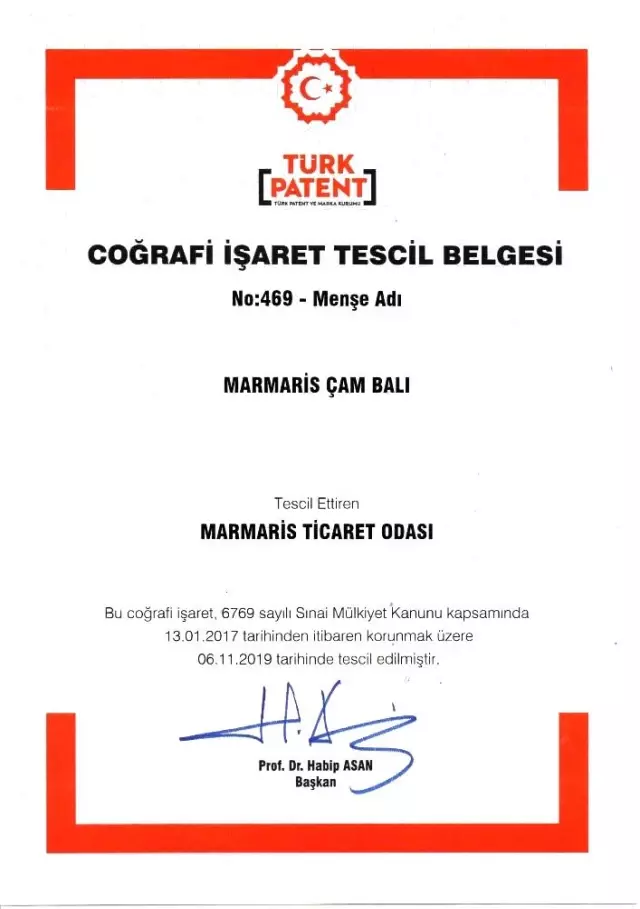 TÜRK
PATENT
TÜRK PATENT VE MARKA KURUMU
COĞRAFİ İŞARET TESCİL BELGESİ
No:469 - Menşe Adı
MARMARİS ÇAM BALI
Tescil Ettiren
MARMARİS TİCARET ODASI
Bu coğrafi işaret, 6769 sayılı Sınai Mülkiyet Kanunu kapsamında
13.01.2017 tarihinden itibaren korunmak üzere
06.11.2019 tarihinde tescil edilmiştir.
Prof. Dr. Habip ASAN
Başkan